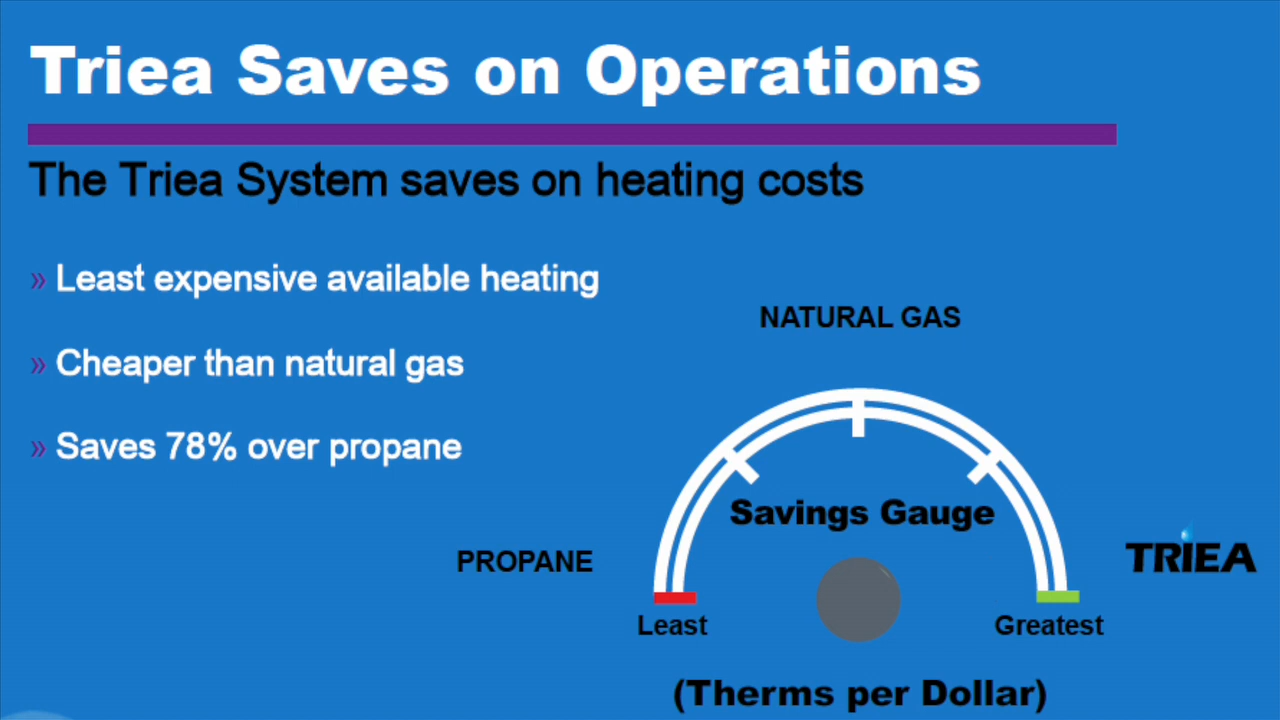 Triea Saves on Operations
The Triea System saves on heating costs
» Least expensive available heating
» Cheaper than natural gas
» Saves 78% over propane
NATURAL GAS
Savings Gauge
PROPANE
TRIEA
Least
Greatest
(Therms per Dollar)